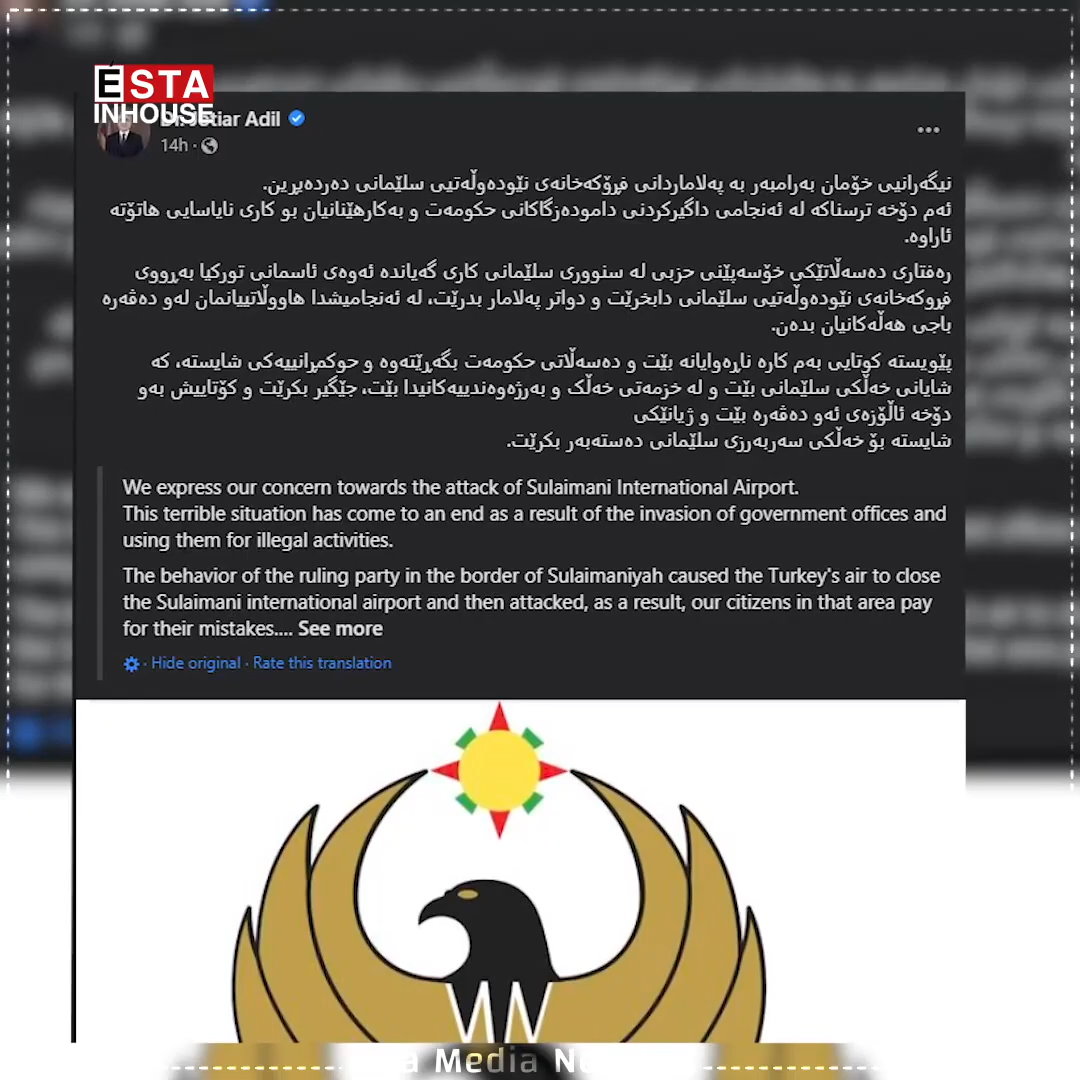 ÉSTA
INHOUSE
Dr. Jotiar Adil
14h ·
نیگەرانیی خۆمان بەرامبەر بە پەلاماردانی فڕۆکەخانەی نێودەوڵەتیی سلێمانی دەردەبڕین.
ئەم دۆخە ترسناکە لە ئەنجامی داگیرکردنی دامودەزگاکانی حکومەت و بەکارهێنانیان بو کاری نایاسایی هاتۆتە
ئاراوە.
رەفتاری دەسەڵاتێکی خۆسەپێنی حزبی لە سنووری سلێمانی کاری گەیاندە ئەوەی ئاسمانی تورکیا بەڕووی
فڕوکەخانەی نێودەوڵەتیی سلێمانی دابخرێت و دواتر پەلامار بدرێت، لە ئەنجامیشدا هاووڵاتییانمان لەو دەڤەرە
باجی هەڵەکانیان بدەن.
پێویستە کوتایی بەم کارە ناڕەوایانە بێت و دەسەڵاتی حکومەت بگەڕێتەوە و حوکمڕانییەکی شایستە، کە
شایانی خەڵکی سلێمانی بێت و لە خزمەتی خەڵک و بەرژەوەندییەکانیدا بێت، جێگیر بکرێت و کۆتاییش بەو
دۆخە ئاڵۆزەی ئەو دەڤەرە بێت و ژیانێکی
شایستە بۆ خەڵکی سەربەرزی سلێمانی دەستەبەر بکرێت.
We express our concern towards the attack of Sulaimani International Airport.
This terrible situation has come to an end as a result of the invasion of government offices and
using them for illegal activities.
The behavior of the ruling party in the border of Sulaimaniyah caused the Turkey's air to close
the Sulaimani international airport and then attacked, as a result, our citizens in that area pay
for their mistakes.... See more
· Hide original · Rate this translation
Media